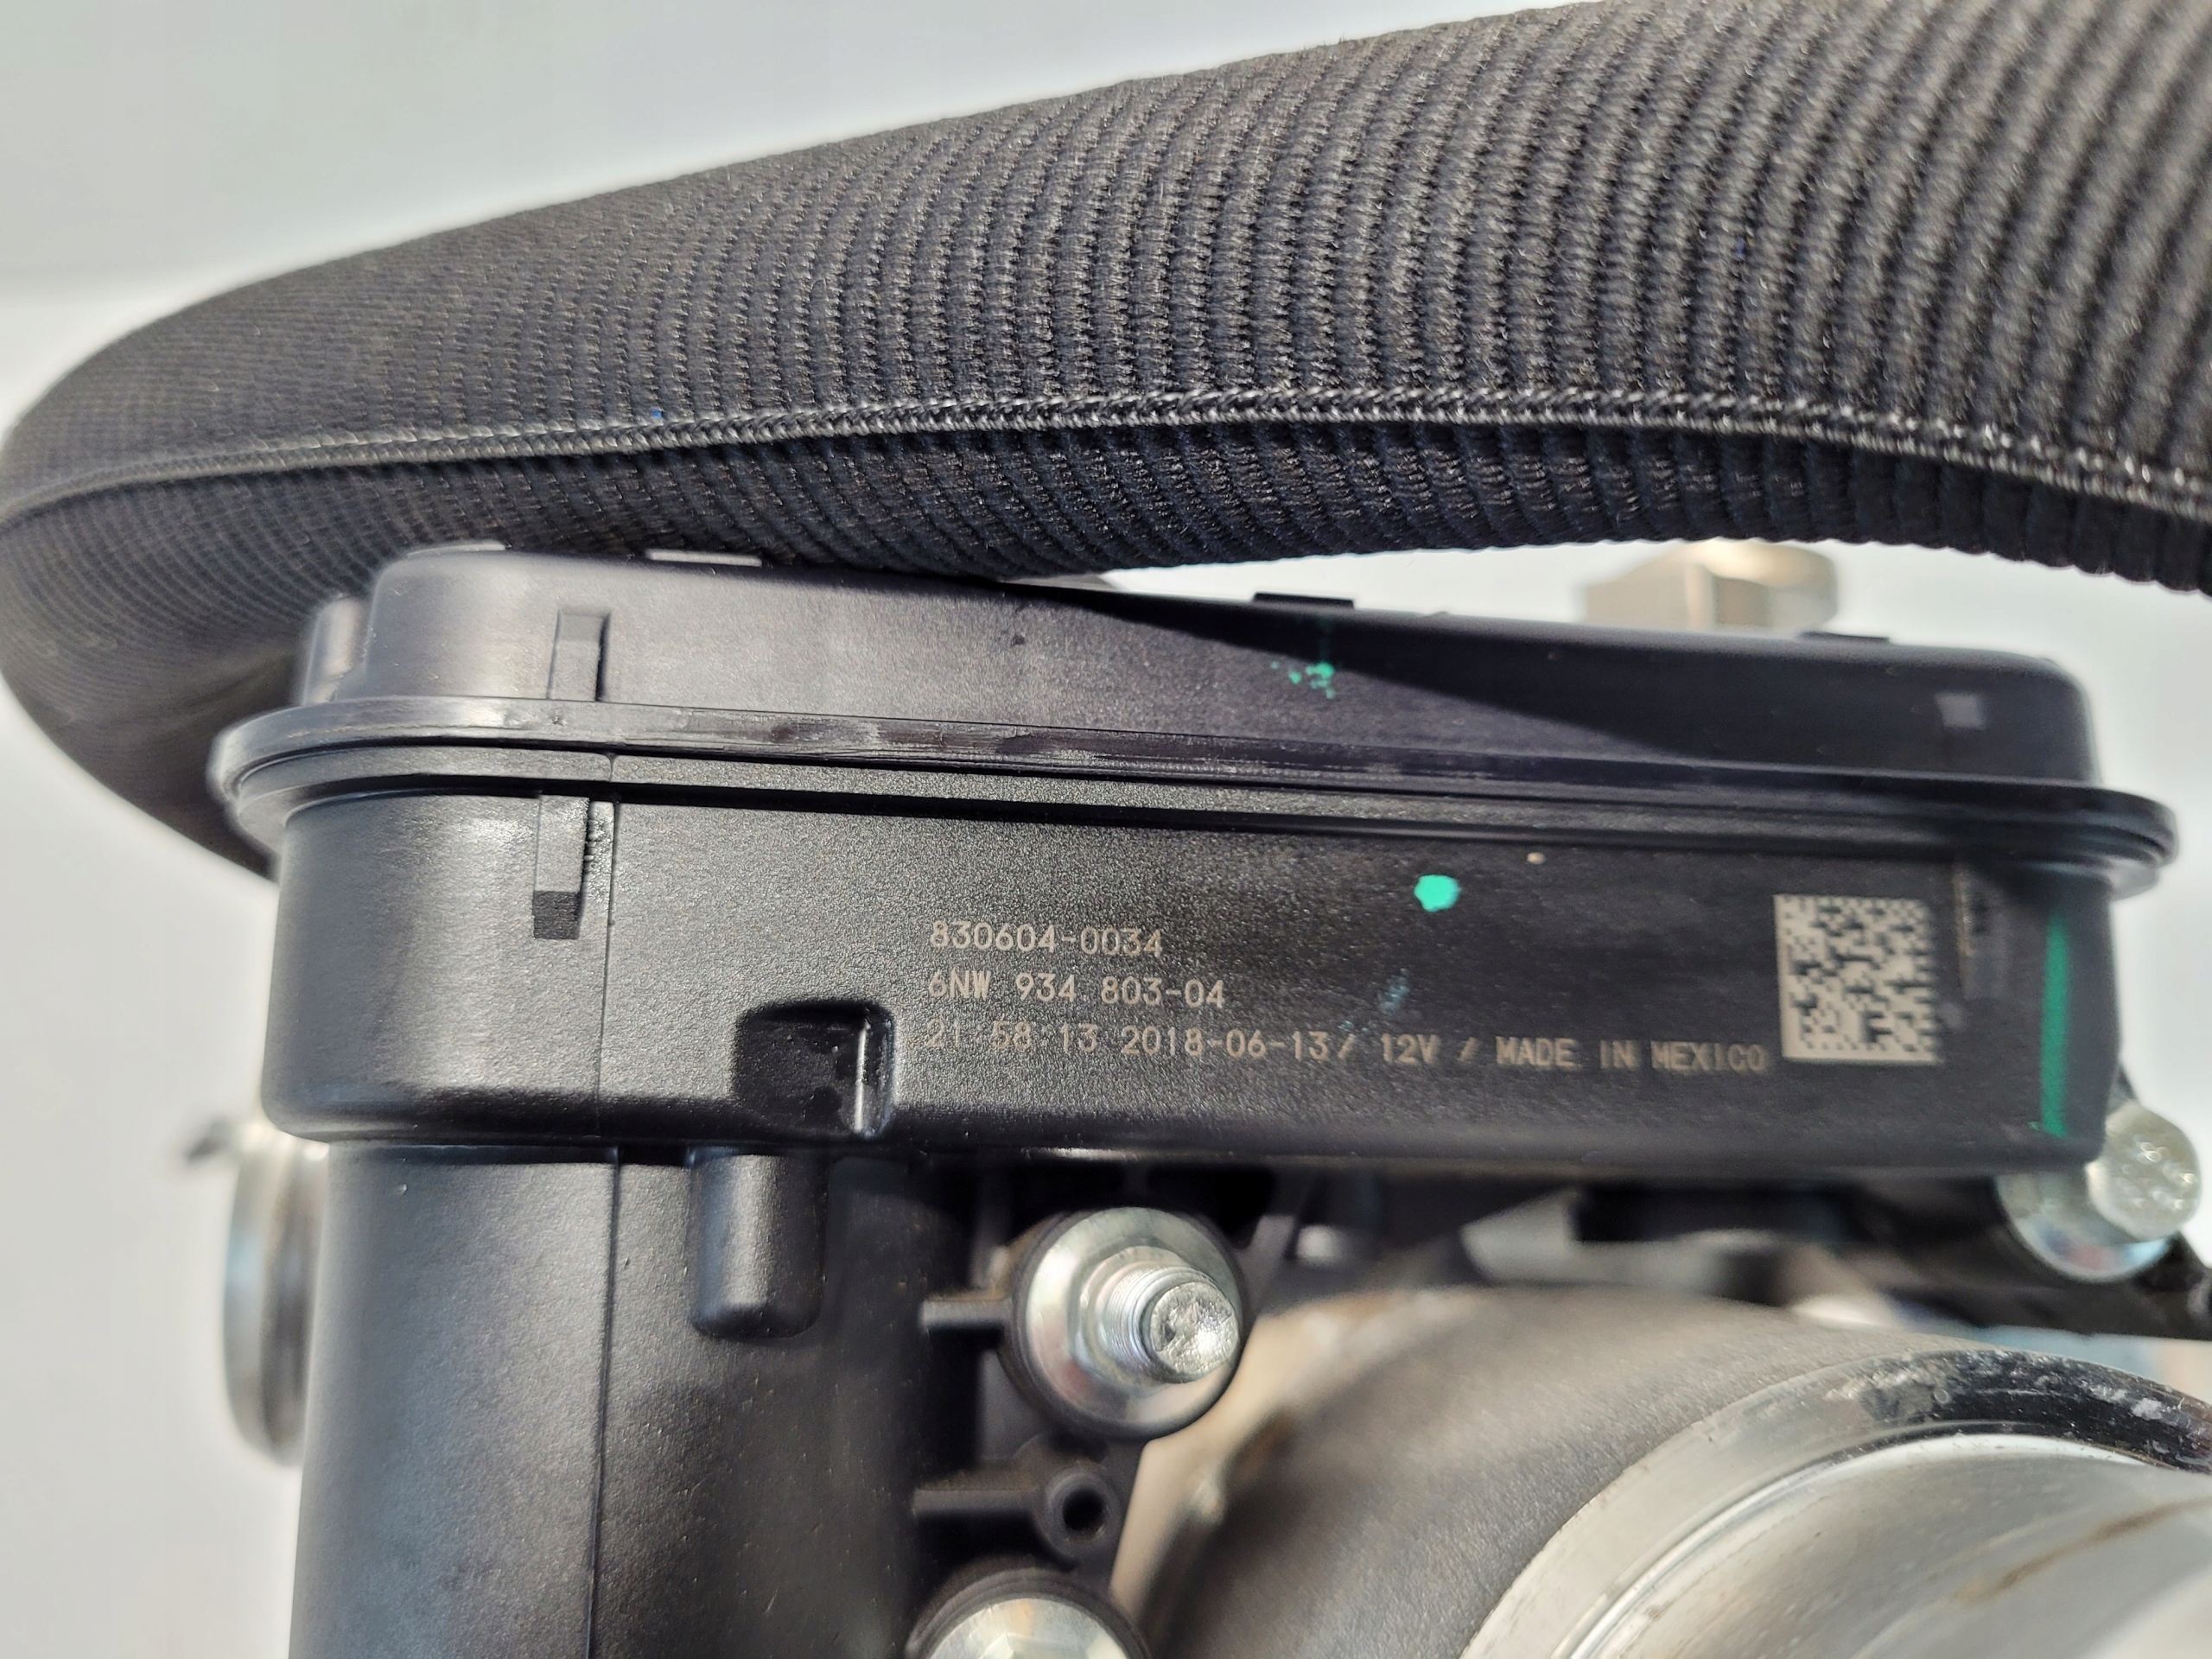 830604-0034
6NW 934 803-04
21:58:13 2018-06-13/ 12V / MADE IN MEXICO